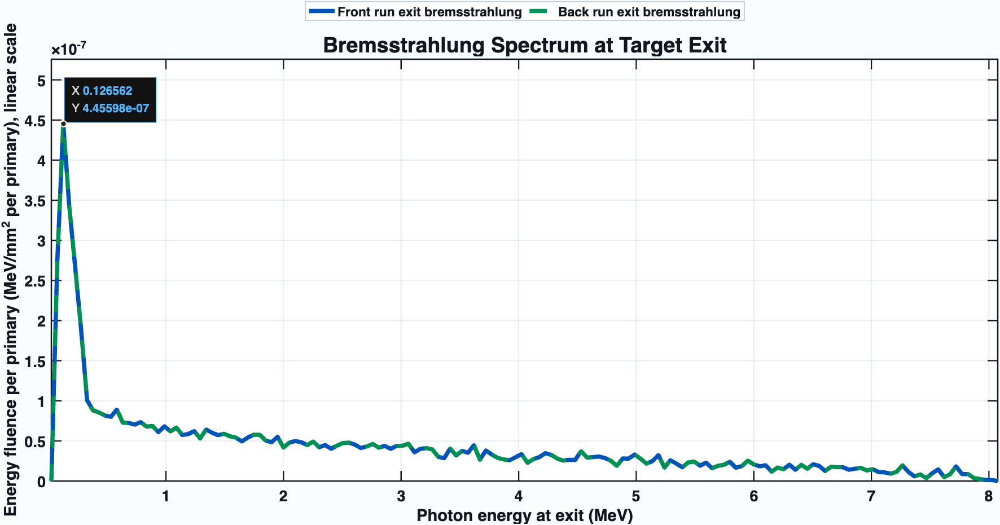 Front run exit bremsstrahlung Back run exit bremsstrahlung
Bremsstrahlung Spectrum at Target Exit
×10⁻⁷
Energy fluence per primary (MeV/mm² per primary), linear scale
5
4.5
4
3.5
3
2.5
2
1.5
1
0.5
0
X 0.126562
Y 4.45598e-07
1 2 3 4 5 6 7 8
Photon energy at exit (MeV)